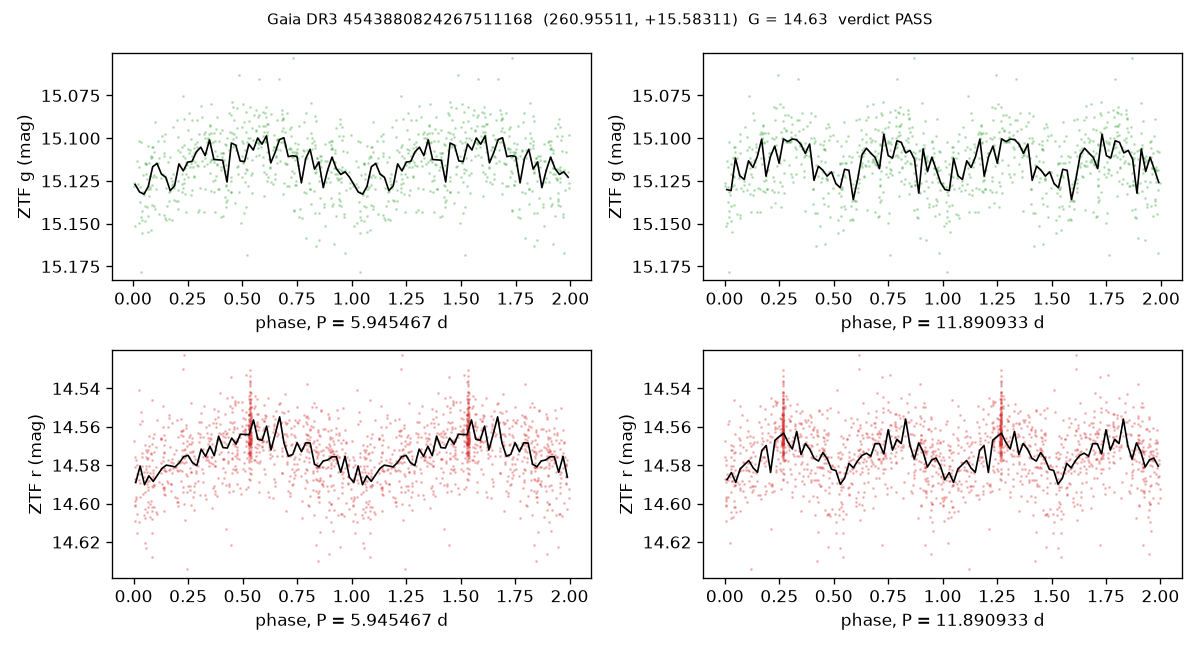 Gaia DR3 4543880824267511168 (260.95511, +15.58311) G = 14.63 verdict PASS
ZTF g (mag)
15.075
15.100
15.125
15.150
15.175
0.00 0.25 0.50 0.75 1.00 1.25 1.50 1.75 2.00
phase, P = 5.945467 d
ZTF g (mag)
15.075
15.100
15.125
15.150
15.175
0.00 0.25 0.50 0.75 1.00 1.25 1.50 1.75 2.00
phase, P = 11.890933 d
ZTF r (mag)
14.54
14.56
14.58
14.60
14.62
0.00 0.25 0.50 0.75 1.00 1.25 1.50 1.75 2.00
phase, P = 5.945467 d
ZTF r (mag)
14.54
14.56
14.58
14.60
14.62
0.00 0.25 0.50 0.75 1.00 1.25 1.50 1.75 2.00
phase, P = 11.890933 d